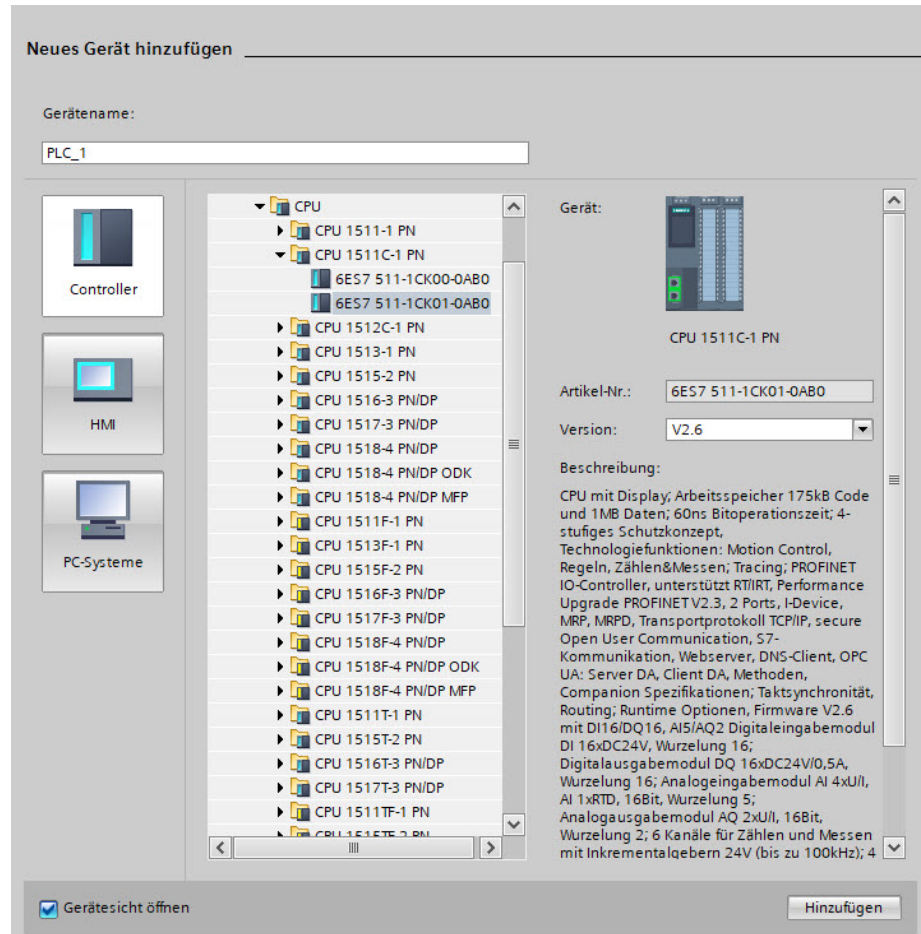 Neues Gerät hinzufügen
Gerätename:
PLC_1
Controller
HMI
PC-Systeme
CPU
CPU 1511-1 PN
CPU 1511C-1 PN
6ES7 511-1CK00-0AB0
6ES7 511-1CK01-0AB0
CPU 1512C-1 PN
CPU 1513-1 PN
CPU 1515-2 PN
CPU 1516-3 PN/DP
CPU 1517-3 PN/DP
CPU 1518-4 PN/DP
CPU 1518-4 PN/DP ODK
CPU 1518-4 PN/DP MFP
CPU 1511F-1 PN
CPU 1513F-1 PN
CPU 1515F-2 PN
CPU 1516F-3 PN/DP
CPU 1517F-3 PN/DP
CPU 1518F-4 PN/DP
CPU 1518F-4 PN/DP ODK
CPU 1518F-4 PN/DP MFP
CPU 1511T-1 PN
CPU 1515T-2 PN
CPU 1516T-3 PN/DP
CPU 1517T-3 PN/DP
CPU 1511TF-1 PN
CPU 1515TF-2 PN
Gerät:
CPU 1511C-1 PN
Artikel-Nr.: 6ES7 511-1CK01-0AB0
Version: V2.6
Beschreibung:
CPU mit Display; Arbeitsspeicher 175kB Code
und 1MB Daten; 60ns Bitoperationszeit; 4-
stufiges Schutzkonzept,
Technologiefunktionen: Motion Control,
Regeln, Zählen&Messen; Tracing; PROFINET
IO-Controller, unterstützt RT/IRT, Performance
Upgrade PROFINET V2.3, 2 Ports, I-Device,
MRP, MRPD, Transportprotokoll TCP/IP, secure
Open User Communication, S7-
Kommunikation, Webserver, DNS-Client, OPC
UA: Server DA, Client DA, Methoden,
Companion Spezifikationen; Taktsynchronität,
Routing; Runtime Optionen, Firmware V2.6
mit DI16/DQ16, AI5/AQ2 Digitaleingabemodul
DI 16xDC24V, Wurzelung 16;
Digitalausgabemodul DQ 16xDC24V/0,5A,
Wurzelung 16; Analogeingabemodul AI 4xU/I,
AI 1xRTD, 16Bit, Wurzelung 5;
Analogausgabemodul AQ 2xU/I, 16Bit,
Wurzelung 2; 6 Kanäle für Zählen und Messen
mit Inkrementalgebern 24V (bis zu 100kHz); 4
Gerätesicht öffnen
Hinzufügen